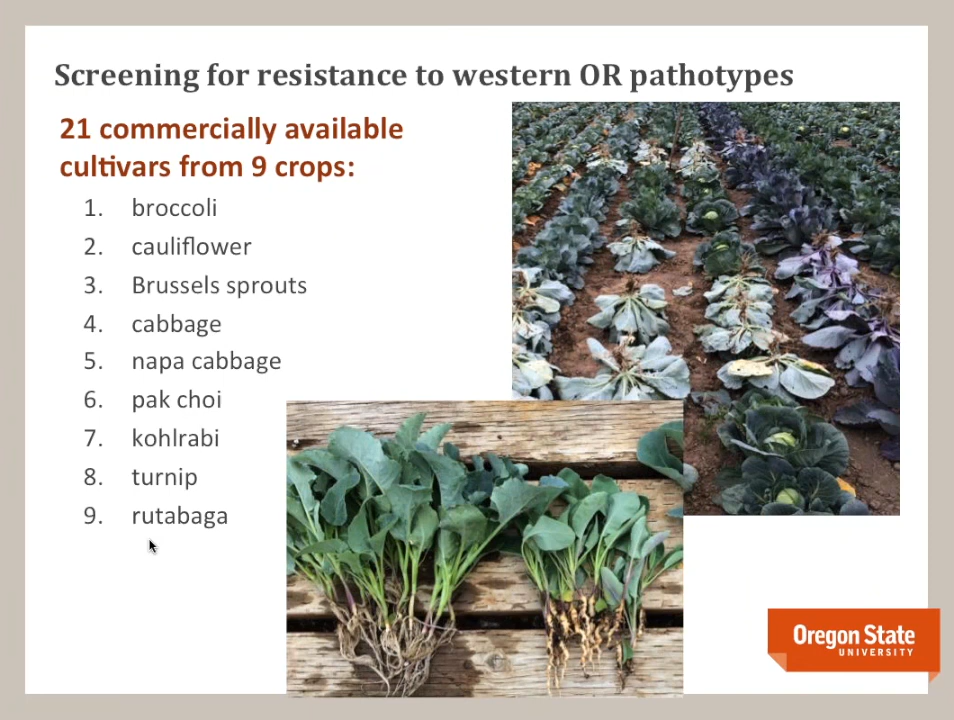 Screening for resistance to western OR pathotypes
21 commercially available
cultivars from 9 crops:
1. broccoli
2. cauliflower
3. Brussels sprouts
4. cabbage
5. napa cabbage
6. pak choi
7. kohlrabi
8. turnip
9. rutabaga
Oregon State
UNIVERSITY